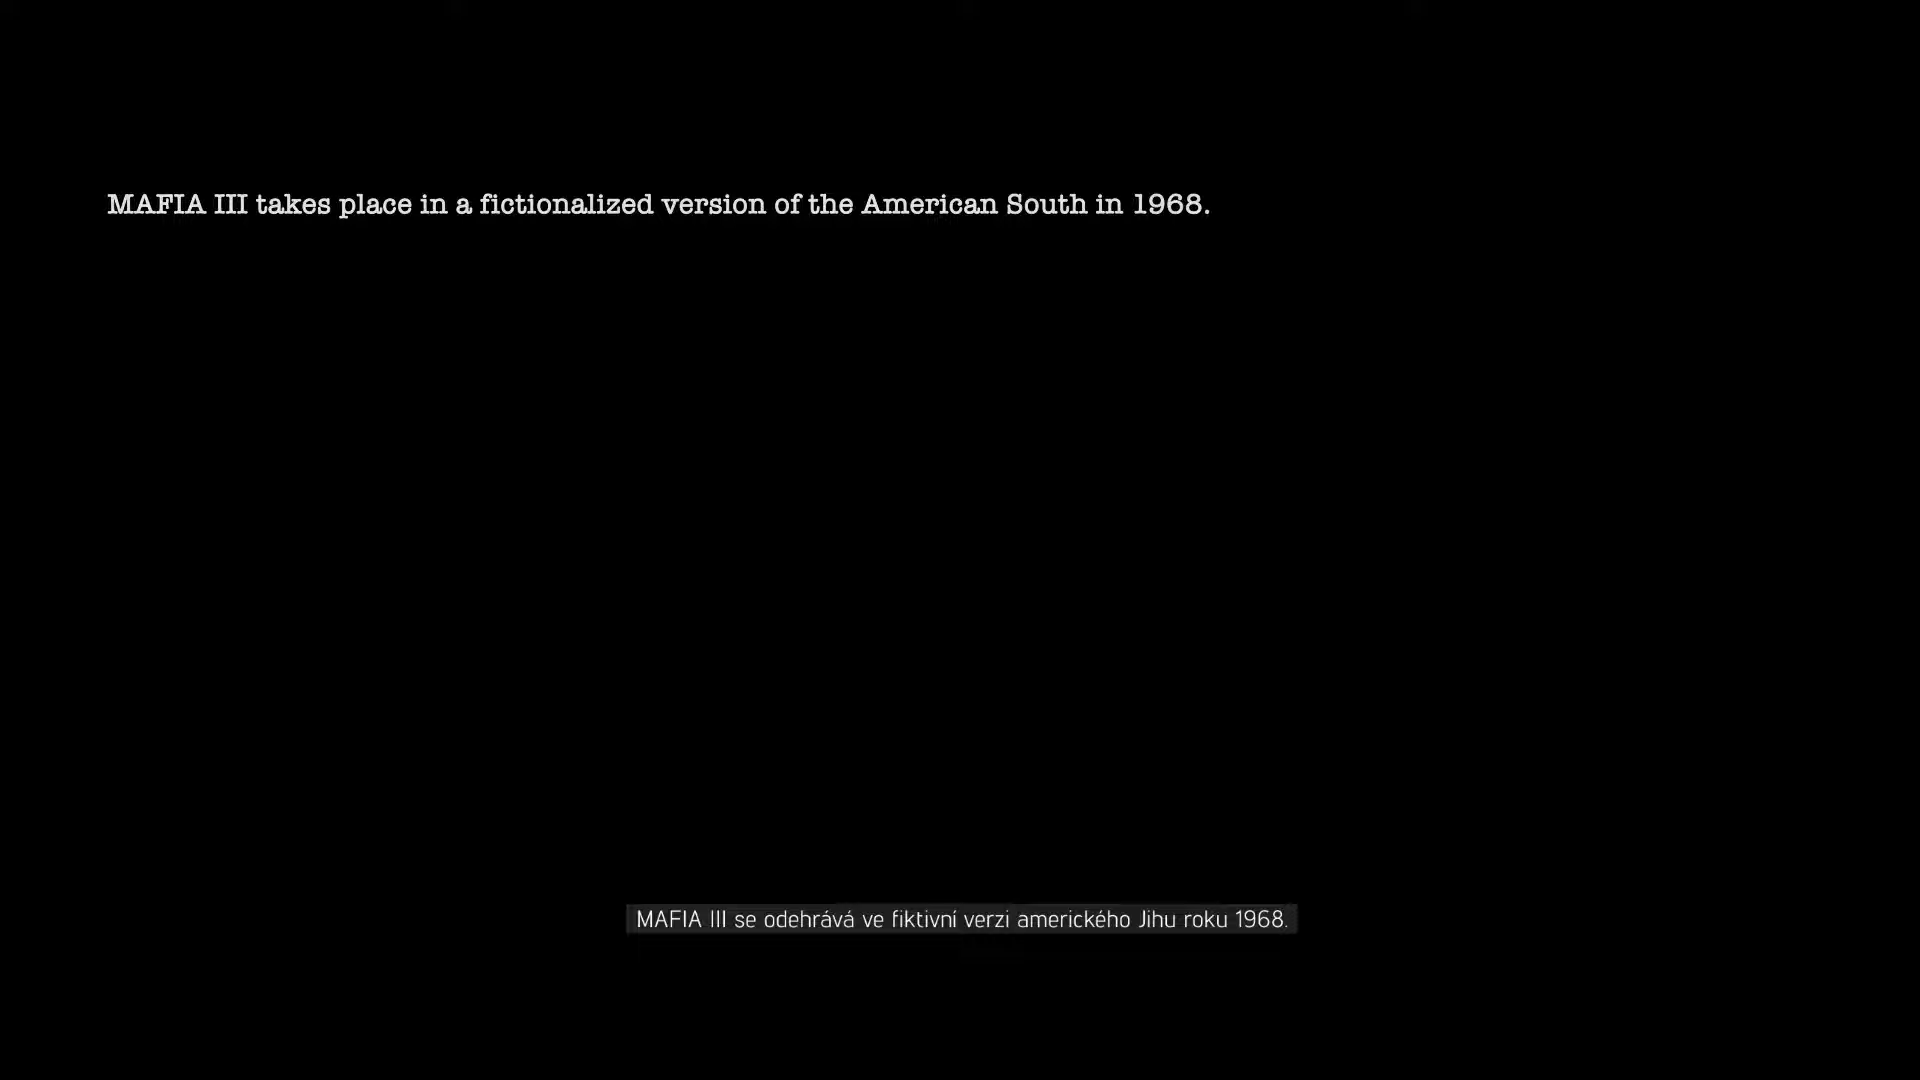 MAFIA III takes place in a fictionalized version of the American South in 1968.
MAFIA III se odehrává ve fiktivní verzi amerického Jihu roku 1968.